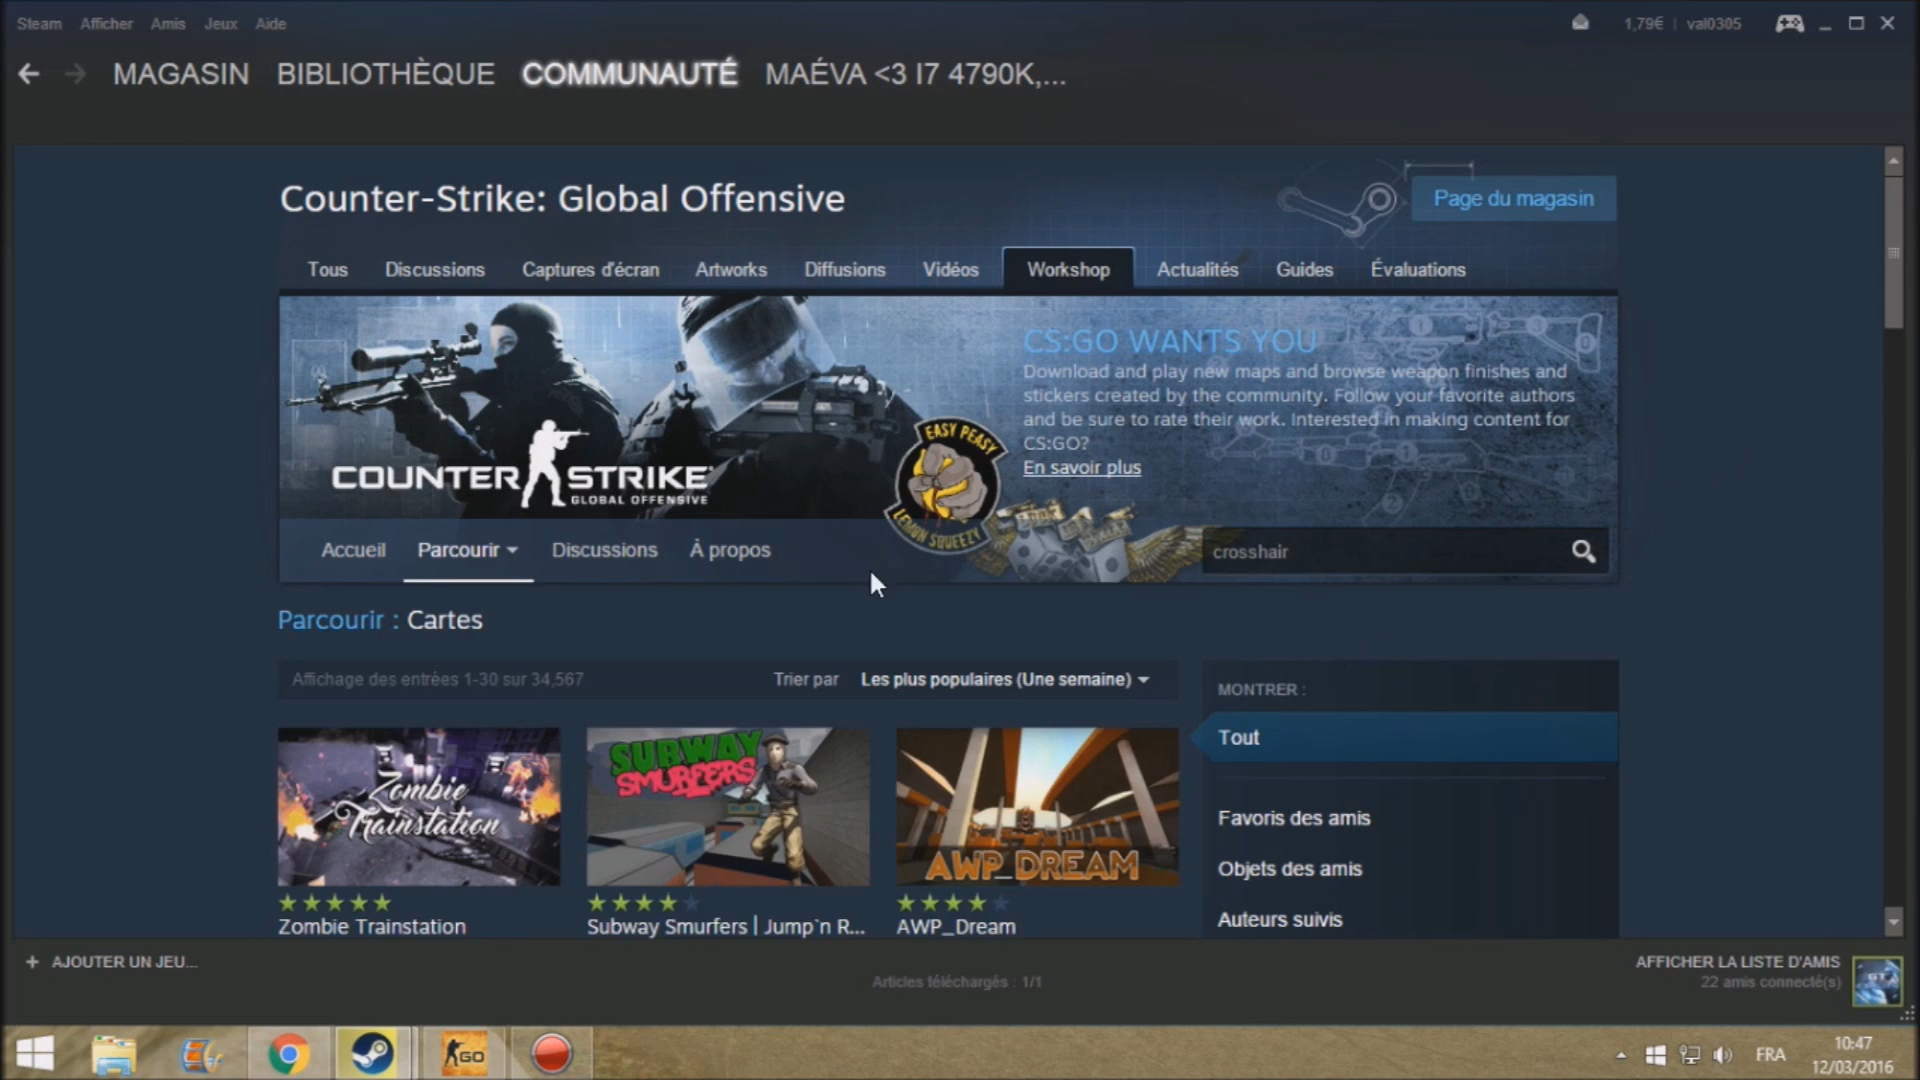 Steam Afficher Amis Jeux Aide
1,79€ | val0305
MAGASIN BIBLIOTHÈQUE COMMUNAUTÉ MAÉVA <3 I7 4790K,...
Counter-Strike: Global Offensive
Page du magasin
Tous Discussions Captures d'écran Artworks Diffusions Vidéos Workshop Actualités Guides Évaluations
CS:GO WANTS YOU
Download and play new maps and browse weapon finishes and
stickers created by the community. Follow your favorite authors
and be sure to rate their work. Interested in making content for
CS:GO?
En savoir plus
COUNTER STRIKE
GLOBAL OFFENSIVE
EASY PEASY
LEMON SQUEEZY
Accueil Parcourir Discussions À propos
crosshair
Parcourir : Cartes
Affichage des entrées 1-30 sur 34,567
Trier par Les plus populaires (Une semaine)
MONTRER :
Tout
Favoris des amis
Objets des amis
Auteurs suivis
Zombie
Trainstation
SUBWAY
SMURFERS
AWP_DREAM
Zombie Trainstation
Subway Smurfers | Jump`n R...
AWP_Dream
+ AJOUTER UN JEU...
Articles téléchargés : 1/1
AFFICHER LA LISTE D'AMIS
22 amis connecté(s)
GO
FRA
10:47
12/03/2016